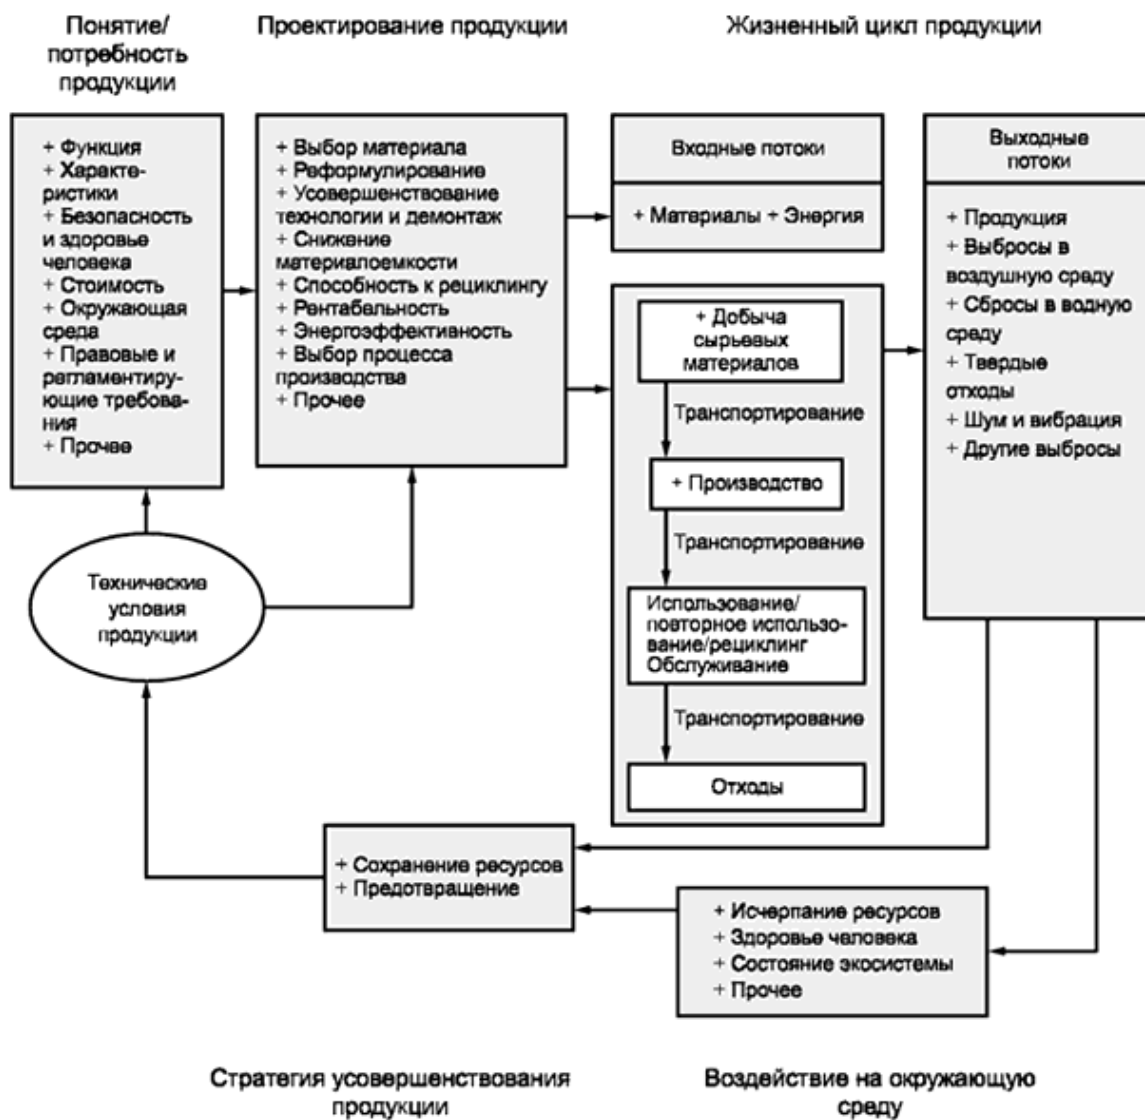 Понятие/
потребность
продукции
Проектирование продукции
Жизненный цикл продукции
+ Функция
+ Характе-
ристики
+ Безопасность
и здоровье
человека
+ Стоимость
+ Окружающая
среда
+ Правовые и
регламентиру-
ющие требова-
ния
+ Прочее
+ Выбор материала
+ Реформулирование
+ Усовершенствование
технологии и демонтаж
+ Снижение
материалоемкости
+ Способность к рециклингу
+ Рентабельность
+ Энергоэффективность
+ Выбор процесса
производства
+ Прочее
Входные потоки
+ Материалы + Энергия
+ Добыча
сырьевых
материалов
Транспортирование
+ Производство
Транспортирование
Использование/
повторное использо-
вание/рециклинг
Обслуживание
Транспортирование
Отходы
Выходные
потоки
+ Продукция
+ Выбросы в
воздушную среду
+ Сбросы в водную
среду
+ Твердые
отходы
+ Шум и вибрация
+ Другие выбросы
Технические
условия
продукции
+ Сохранение ресурсов
+ Предотвращение
+ Исчерпание ресурсов
+ Здоровье человека
+ Состояние экосистемы
+ Прочее
Стратегия усовершенствования
продукции
Воздействие на окружающую
среду